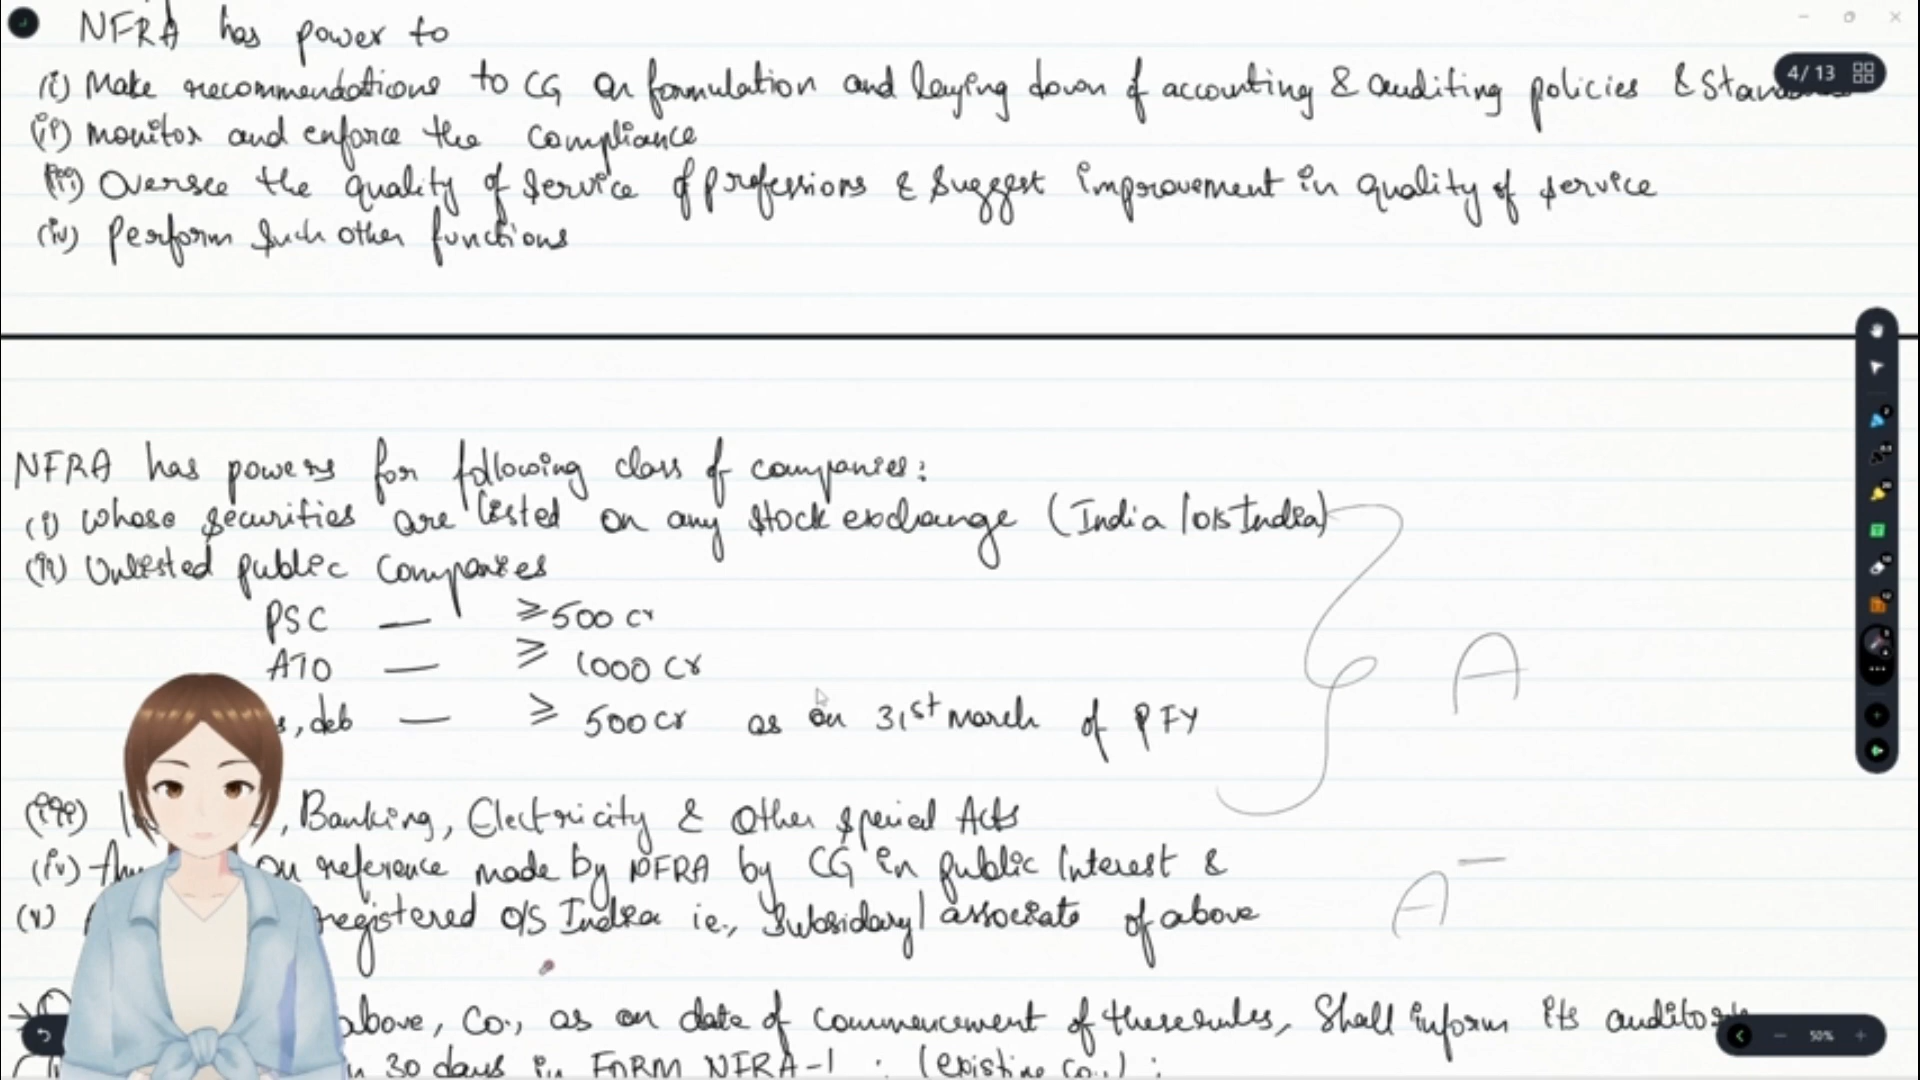 NFRA has power to
4/13
(i) Make recommendations to CG on formulation and laying down of accounting & auditing policies &
(ii) monitor and enforce the compliance
(iii) Oversee the quality of service of professions & suggest improvement in quality of service
(iv) perform such other functions
NFRA has powers for following class of companies:
(i) whose securities are listed on any stock exchange (India / o/s India)
(ii) Unlisted public companies
PSC — ≥ 500 cr
ATO — ≥ 1000 cr
A
, deb — ≥ 500 cr as on 31st march of PFY
(iii) , Banking, Electricity & other special Acts
(iv) on reference made by NFRA by CG in public Interest &
(v) registered o/s India ie., subsidary/ associate of above
A
above, Co., as on date of commencement of these rules, shall inform its auditors
50%
30 days in FORM NFRA-1 : (existing co.,) :